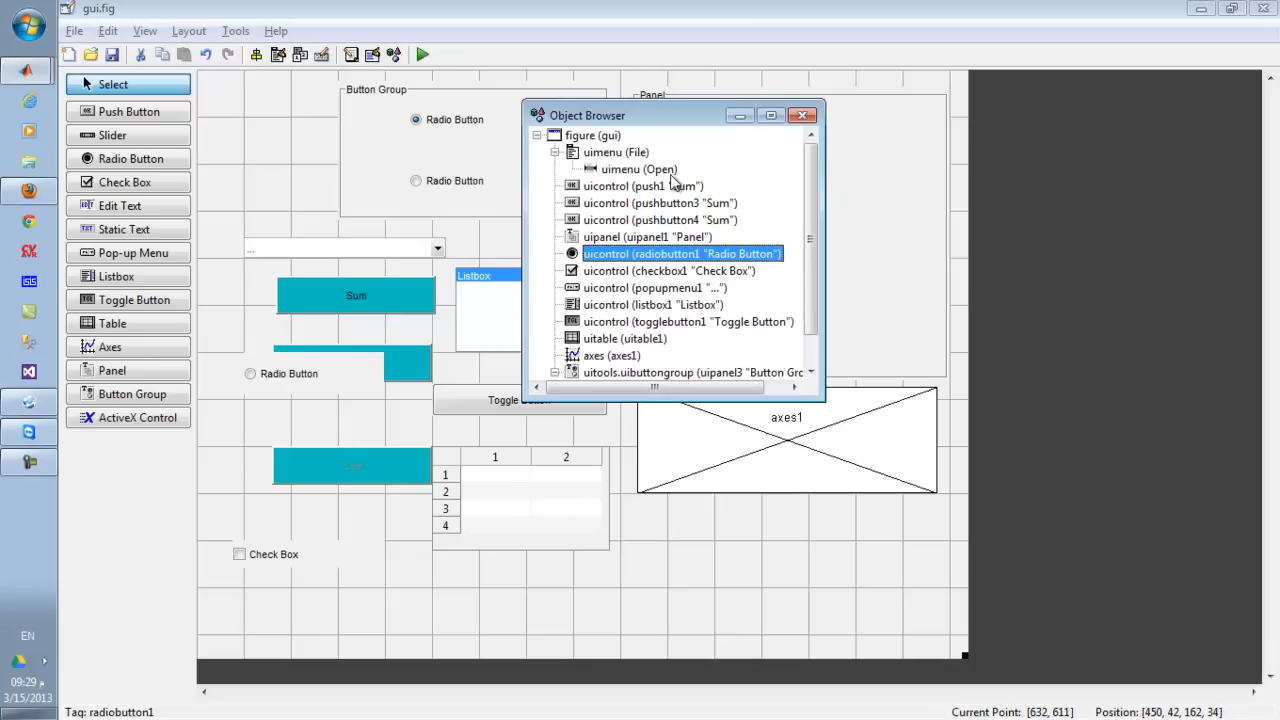 gui.fig
File Edit View Layout Tools Help
Select
Push Button
Slider
Radio Button
Check Box
Edit Text
Static Text
Pop-up Menu
Listbox
Toggle Button
Table
Axes
Panel
Button Group
ActiveX Control
Button Group
Radio Button
Radio Button
...
Sum
Listbox
Radio Button
Toggle
Check Box
1 2
1
2
3
4
Panel
axes1
Object Browser
figure (gui)
uimenu (File)
uimenu (Open)
uicontrol (push1 "Sum")
uicontrol (pushbutton3 "Sum")
uicontrol (pushbutton4 "Sum")
uipanel (uipanel1 "Panel")
uicontrol (radiobutton1 "Radio Button")
uicontrol (checkbox1 "Check Box")
uicontrol (popupmenu1 "...")
uicontrol (listbox1 "Listbox")
uicontrol (togglebutton1 "Toggle Button")
uitable (uitable1)
axes (axes1)
uitools.uibuttongroup (uipanel3 "Button Gro
EN
09:29 م
3/15/2013
Tag: radiobutton1
Current Point: [632, 611] Position: [450, 42, 162, 34]